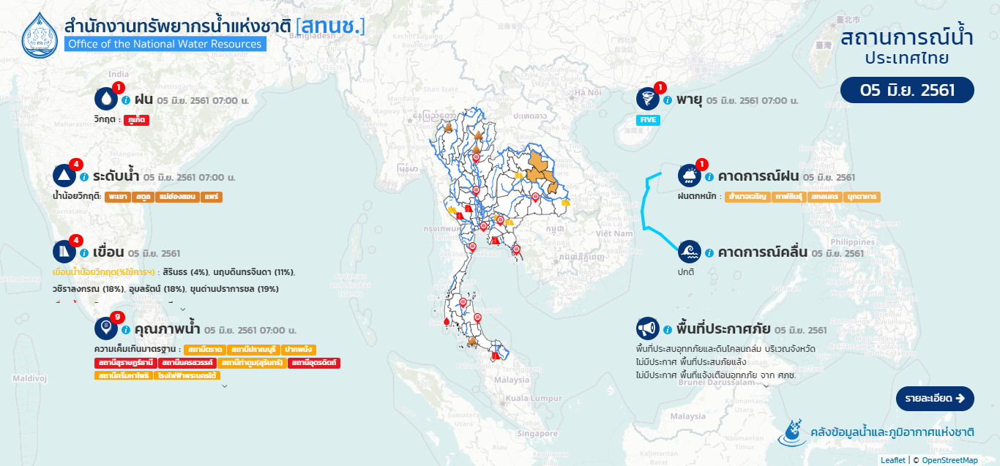 สำนักงานทรัพยากรน้ำแห่งชาติ [สทนช.]
Office of the National Water Resources
สถานการณ์น้ำ
ประเทศไทย
05 มิ.ย. 2561
1
ฝน 05 มิ.ย. 2561 07:00 น.
วิกฤต : ภูเก็ต
4
ระดับน้ำ 05 มิ.ย. 2561 07:00 น.
น้ำน้อยวิกฤติ: พะเยา สตูล แม่ฮ่องสอน แพร่
4
เขื่อน 05 มิ.ย. 2561
เขื่อนน้ำน้อยวิกฤต(%ใช้การฯ) : สิรินธร (4%), นฤบดินทรจินดา (11%),
วชิราลงกรณ (18%), อุบลรัตน์ (18%), ขุนด่านปราการชล (19%)
9
คุณภาพน้ำ 05 มิ.ย. 2561 07:00 น.
ความเค็มเกินมาตรฐาน : สถานีตราด สถานีปราณบุรี ปากพนัง
สถานีสุราษฎร์ธานี สถานีนครสวรรค์ สถานีท่าตูม(สุรินทร์) สถานีอุตรดิตถ์
สถานีศรีมหาโพธิ โรงไฟฟ้าพระนครใต้
1
พายุ 05 มิ.ย. 2561 07:00 น.
FIVE
1
คาดการณ์ฝน 05 มิ.ย. 2561
ฝนตกหนัก : อำนาจเจริญ กาฬสินธุ์ สกลนคร มุกดาหาร
คาดการณ์คลื่น 05 มิ.ย. 2561
ปกติ
พื้นที่ประกาศภัย 05 มิ.ย. 2561
พื้นที่ประสบอุทกภัยและดินโคลนถล่ม บริเวณจังหวัด
ไม่มีประกาศ พื้นที่ประสบภัยแล้ง
ไม่มีประกาศ พื้นที่แจ้งเตือนอุทกภัย จาก ศภช.
รายละเอียด
คลังข้อมูลน้ำและภูมิอากาศแห่งชาติ
Leaflet | © OpenStreetMap
India
Bangladesh
Hà Nội
ประเทศลาว
กรุงเทพมหา
Việt Nam
Philippines
Maldivoj
Malaysia
Kuala Lumpur
Singapore
Brunei Darussalam
Malaysia
Riau
Sumatera
Utara
Kalimantan
Utara
Kalimantan
Timur
臺北市
臺灣